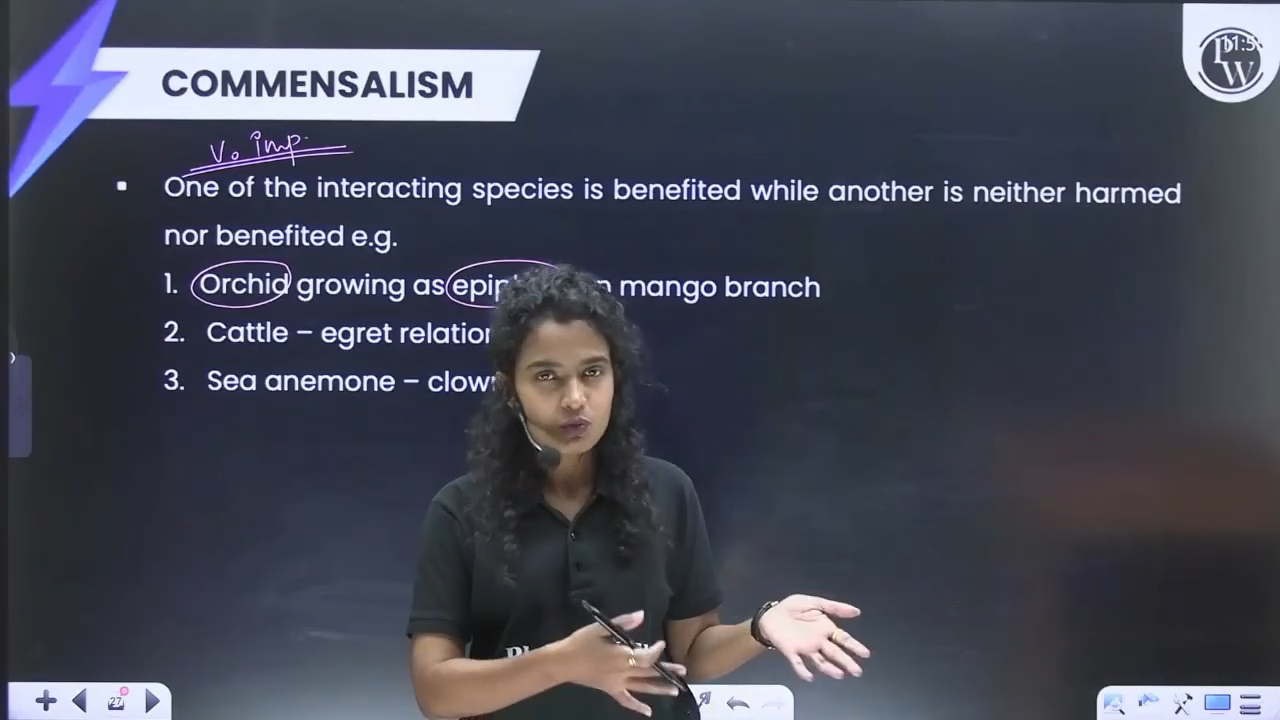 COMMENSALISM
V. imp.
One of the interacting species is benefited while another is neither harmed
nor benefited e.g.
1. Orchid growing as mango branch
2. Cattle – egret
3. Sea anemone –
PW
27